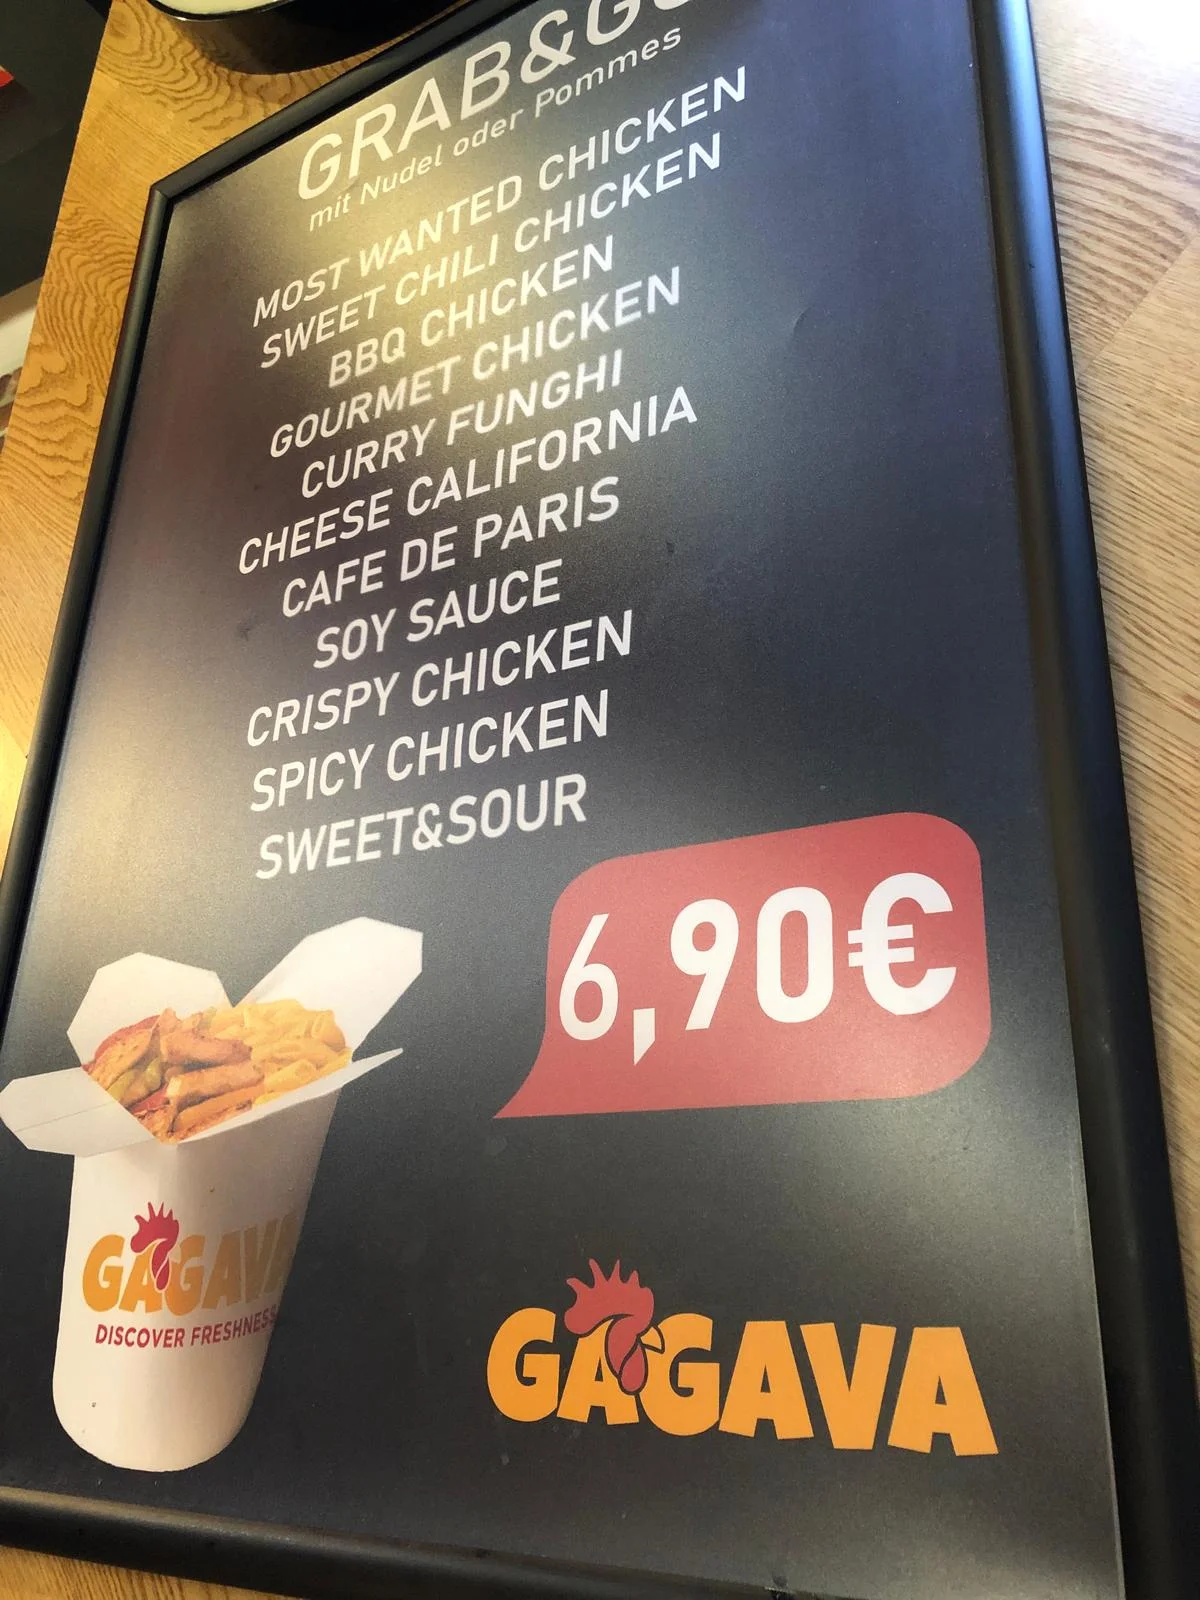 GRAB&GO
mit Nudel oder Pommes
MOST WANTED CHICKEN
SWEET CHILI CHICKEN
BBQ CHICKEN
GOURMET CHICKEN
CURRY FUNGHI
CHEESE CALIFORNIA
CAFE DE PARIS
SOY SAUCE
CRISPY CHICKEN
SPICY CHICKEN
SWEET&SOUR
6,90€
GAGAVA
DISCOVER FRESHNESS
GAGAVA